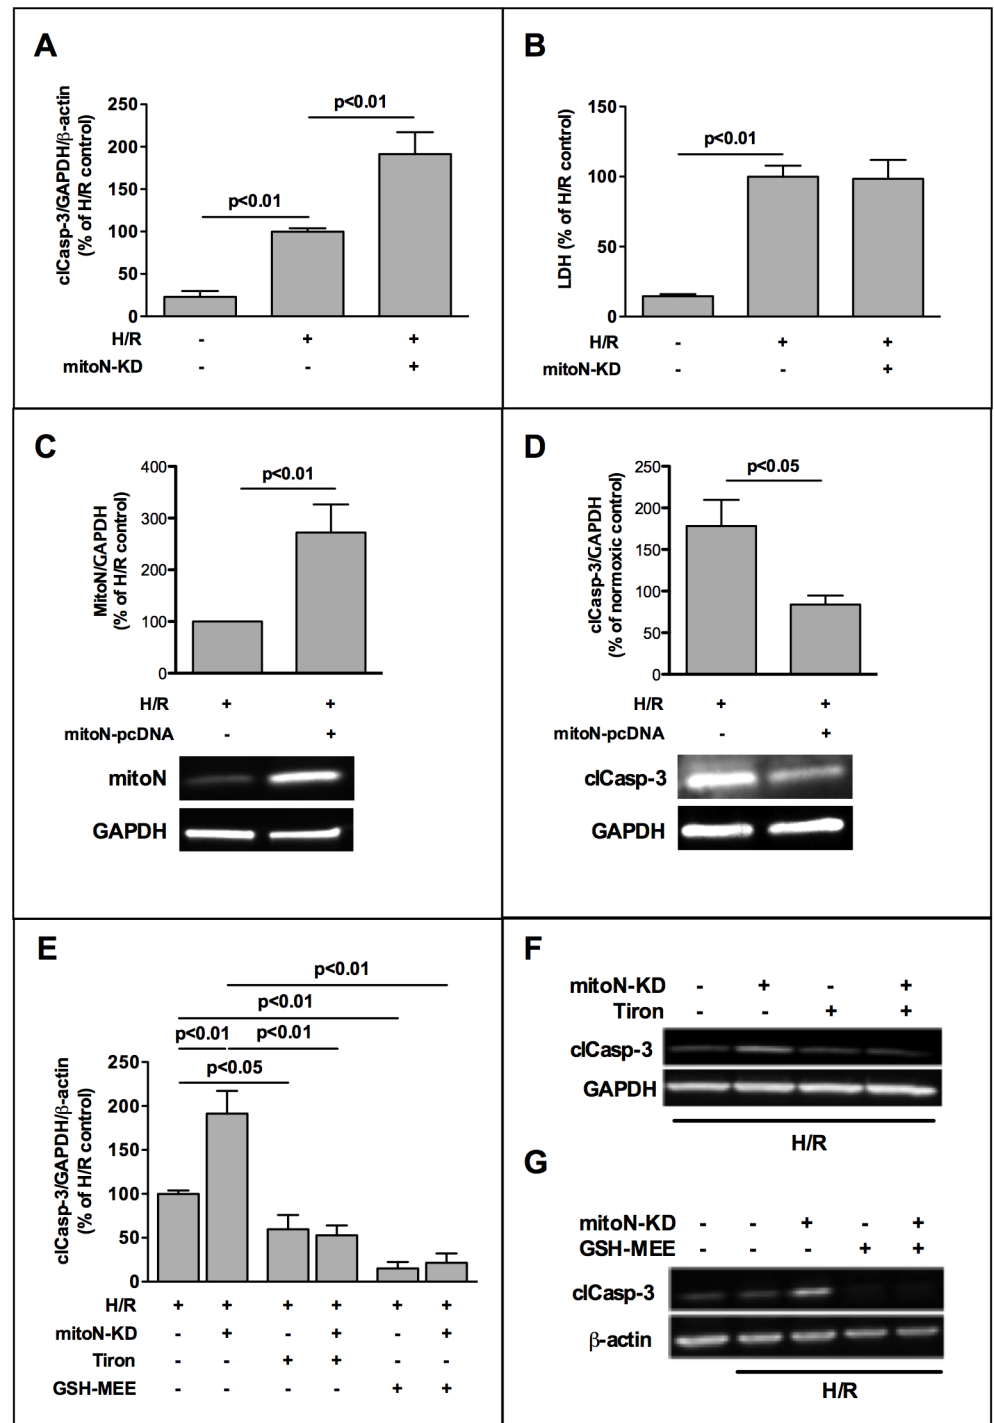 A
clCasp-3/GAPDH/β-actin
(% of H/R control)
250
200
150
100
50
0
p<0.01
p<0.01
H/R - + +
mitoN-KD - - +
B
LDH (% of H/R control)
150
100
50
0
p<0.01
H/R - + +
mitoN-KD - - +
C
MitoN/GAPDH
(% of H/R control)
400
300
200
100
0
p<0.01
H/R + +
mitoN-pcDNA - +
mitoN
GAPDH
D
clCasp-3/GAPDH
(% of normoxic control)
250
200
150
100
50
0
p<0.05
H/R + +
mitoN-pcDNA - +
clCasp-3
GAPDH
E
p<0.01
p<0.01
p<0.01 p<0.01
p<0.05
clCasp-3/GAPDH/β-actin
(% of H/R control)
250
200
150
100
50
0
H/R + + + + + +
mitoN-KD - + - + - +
Tiron - - + + - -
GSH-MEE - - - - + +
F
mitoN-KD - + - +
Tiron - - + +
clCasp-3
GAPDH
H/R
G
mitoN-KD - - + - +
GSH-MEE - - - + +
clCasp-3
β-actin
H/R